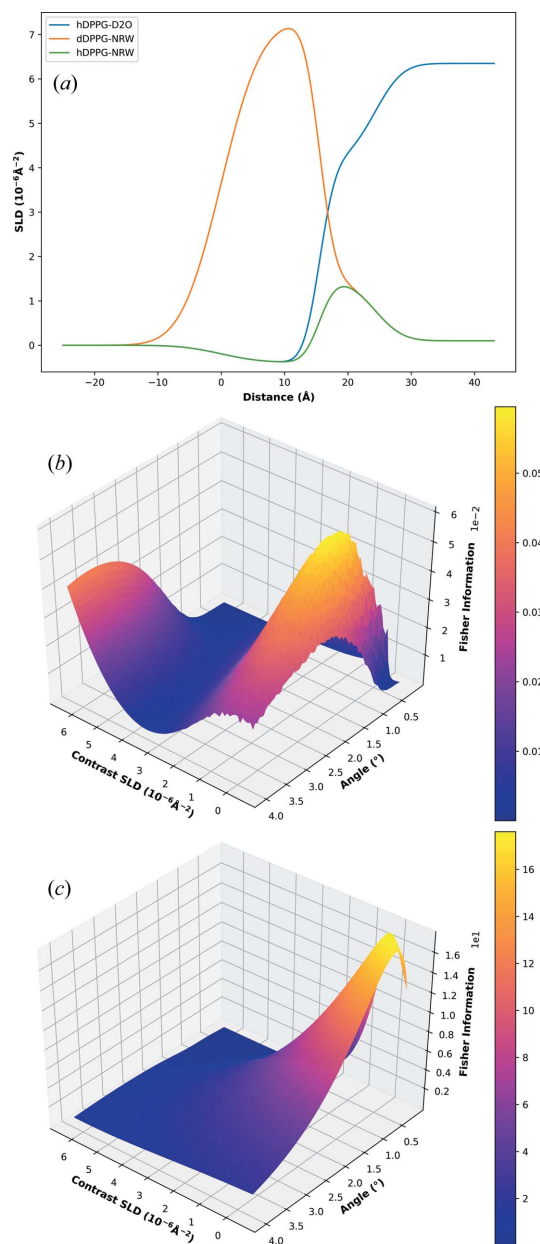 hDPPG-D2O
dDPPG-NRW
hDPPG-NRW
(a)
7
6
5
4
3
2
1
0
SLD (10⁻⁶Å⁻²)
−20 −10 0 10 20 30 40
Distance (Å)
(b)
1e−2
6
5
4
3
2
1
Fisher Information
6 5 4 3 2 1 0
Contrast SLD (10⁻⁶Å⁻²)
0.5
1.0
1.5
2.0
2.5
3.0
3.5
4.0
Angle (°)
0.05
0.04
0.03
0.02
0.01
(c)
1e1
1.6
1.4
1.2
1.0
0.8
0.6
0.4
0.2
Fisher Information
6 5 4 3 2 1 0
Contrast SLD (10⁻⁶Å⁻²)
0.5
1.0
1.5
2.0
2.5
3.0
3.5
4.0
Angle (°)
16
14
12
10
8
6
4
2